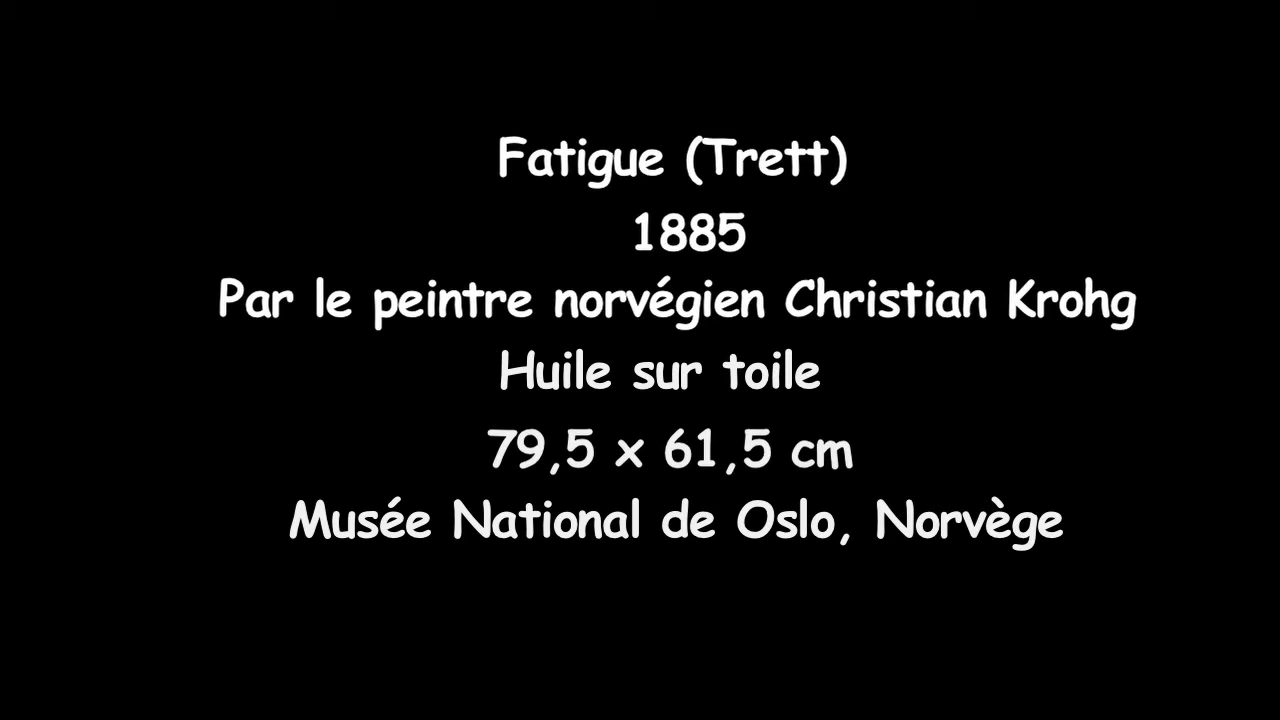 Fatigue (Trett)
1885
Par le peintre norvégien Christian Krohg
Huile sur toile
79,5 x 61,5 cm
Musée National de Oslo, Norvège